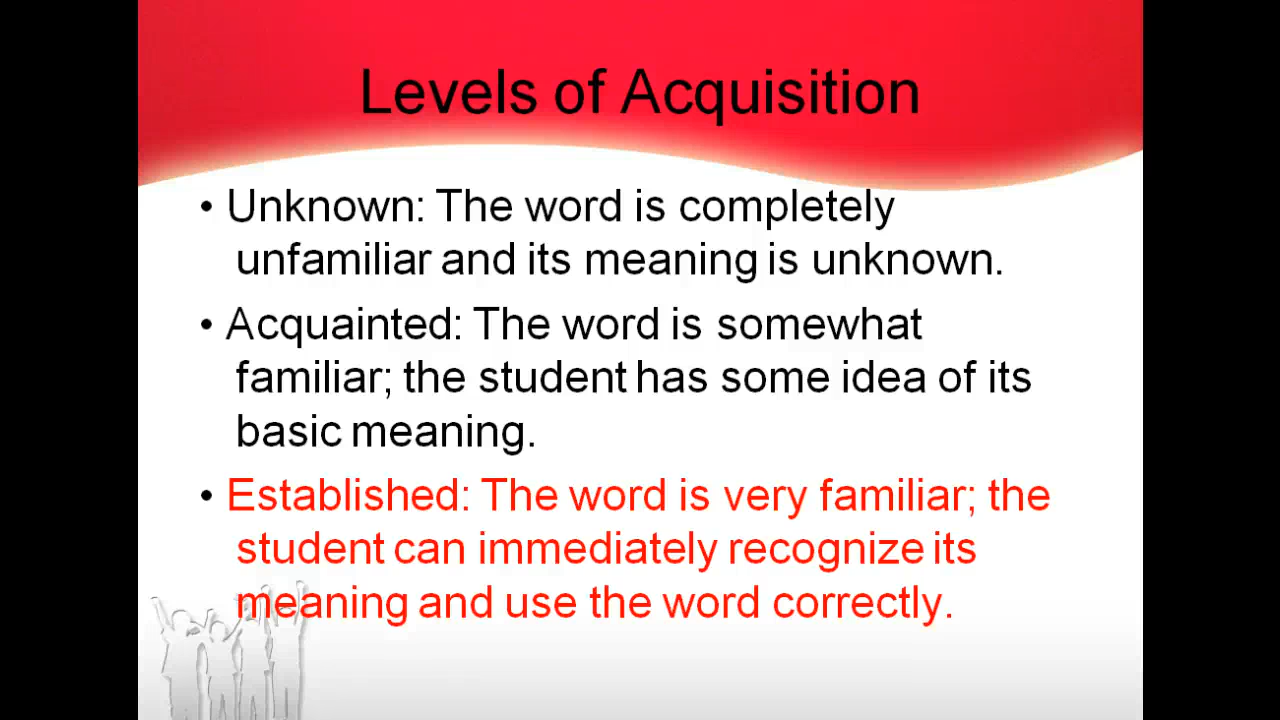 Levels of Acquisition
• Unknown: The word is completely
unfamiliar and its meaning is unknown.
• Acquainted: The word is somewhat
familiar; the student has some idea of its
basic meaning.
• Established: The word is very familiar; the
student can immediately recognize its
meaning and use the word correctly.